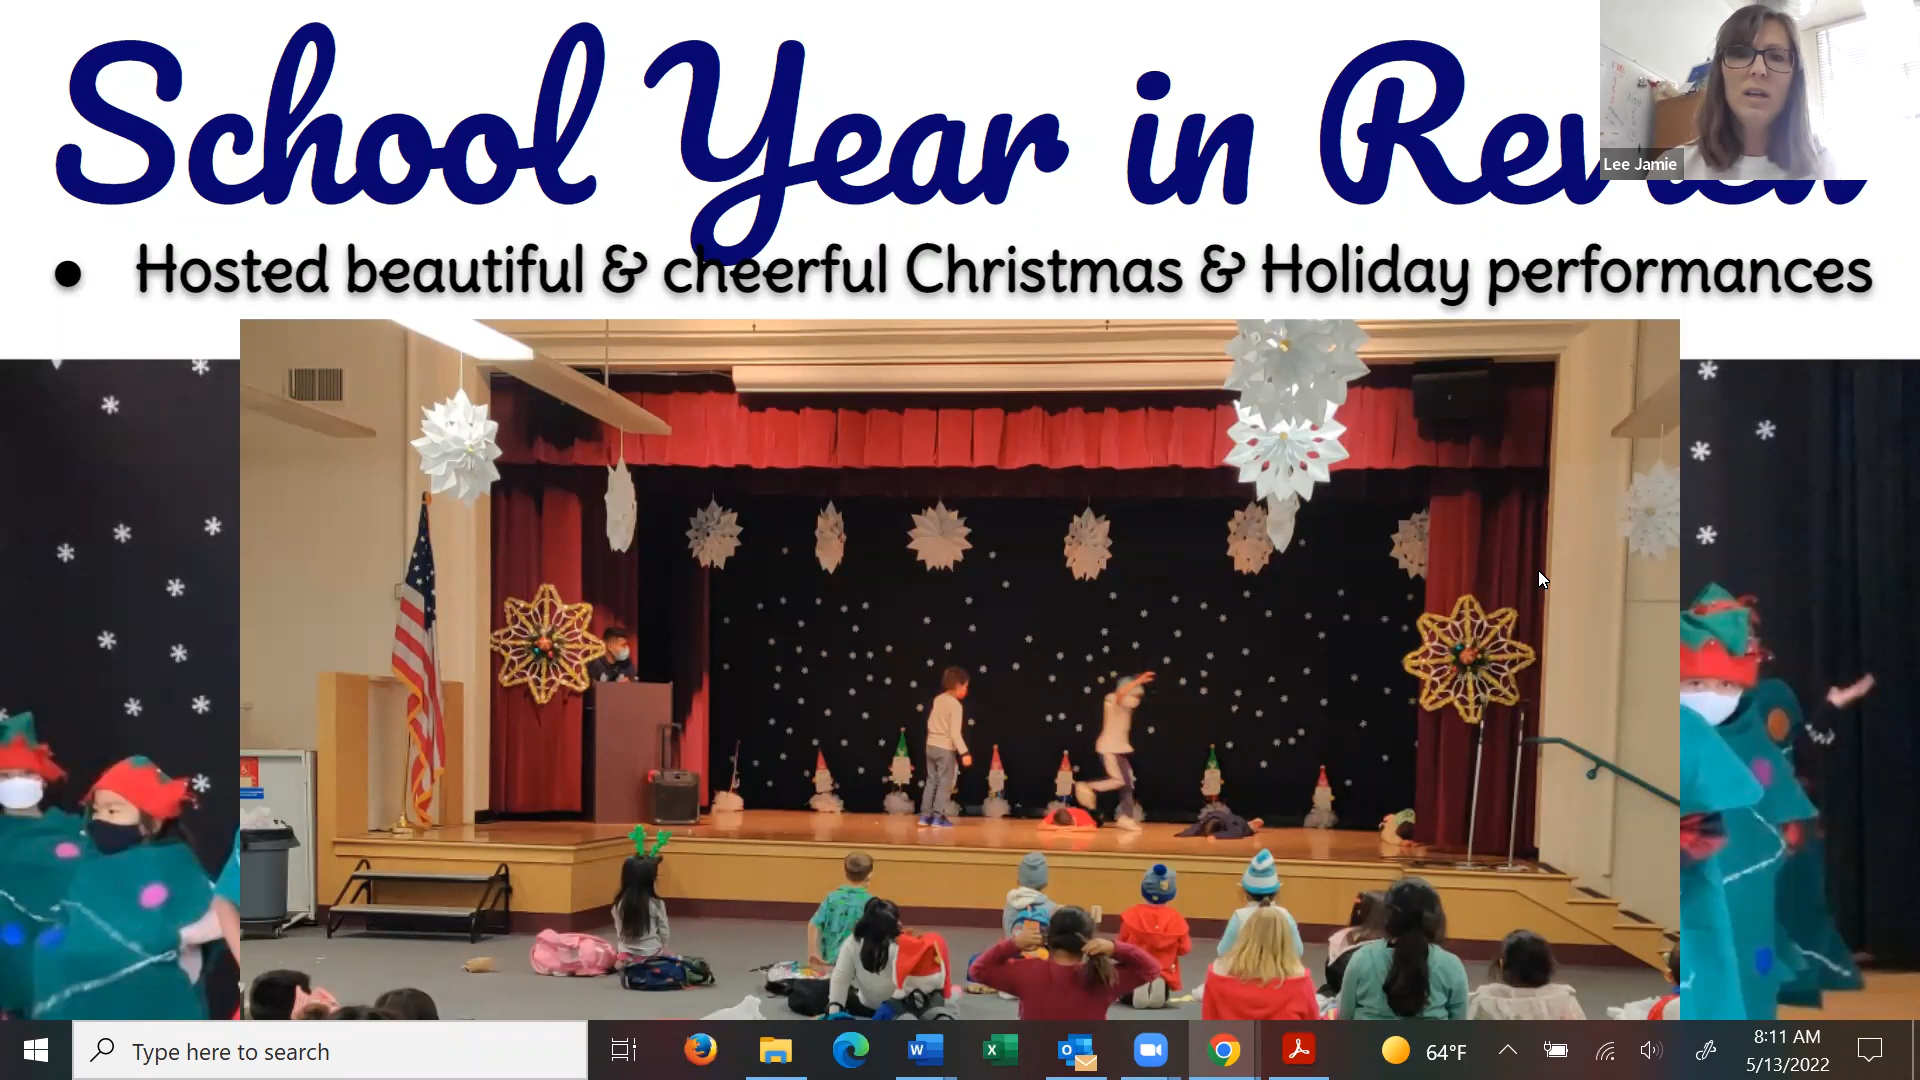 School Year in Rev
Lee Jamie
● Hosted beautiful & cheerful Christmas & Holiday performances
Type here to search
64°F
8:11 AM
5/13/2022